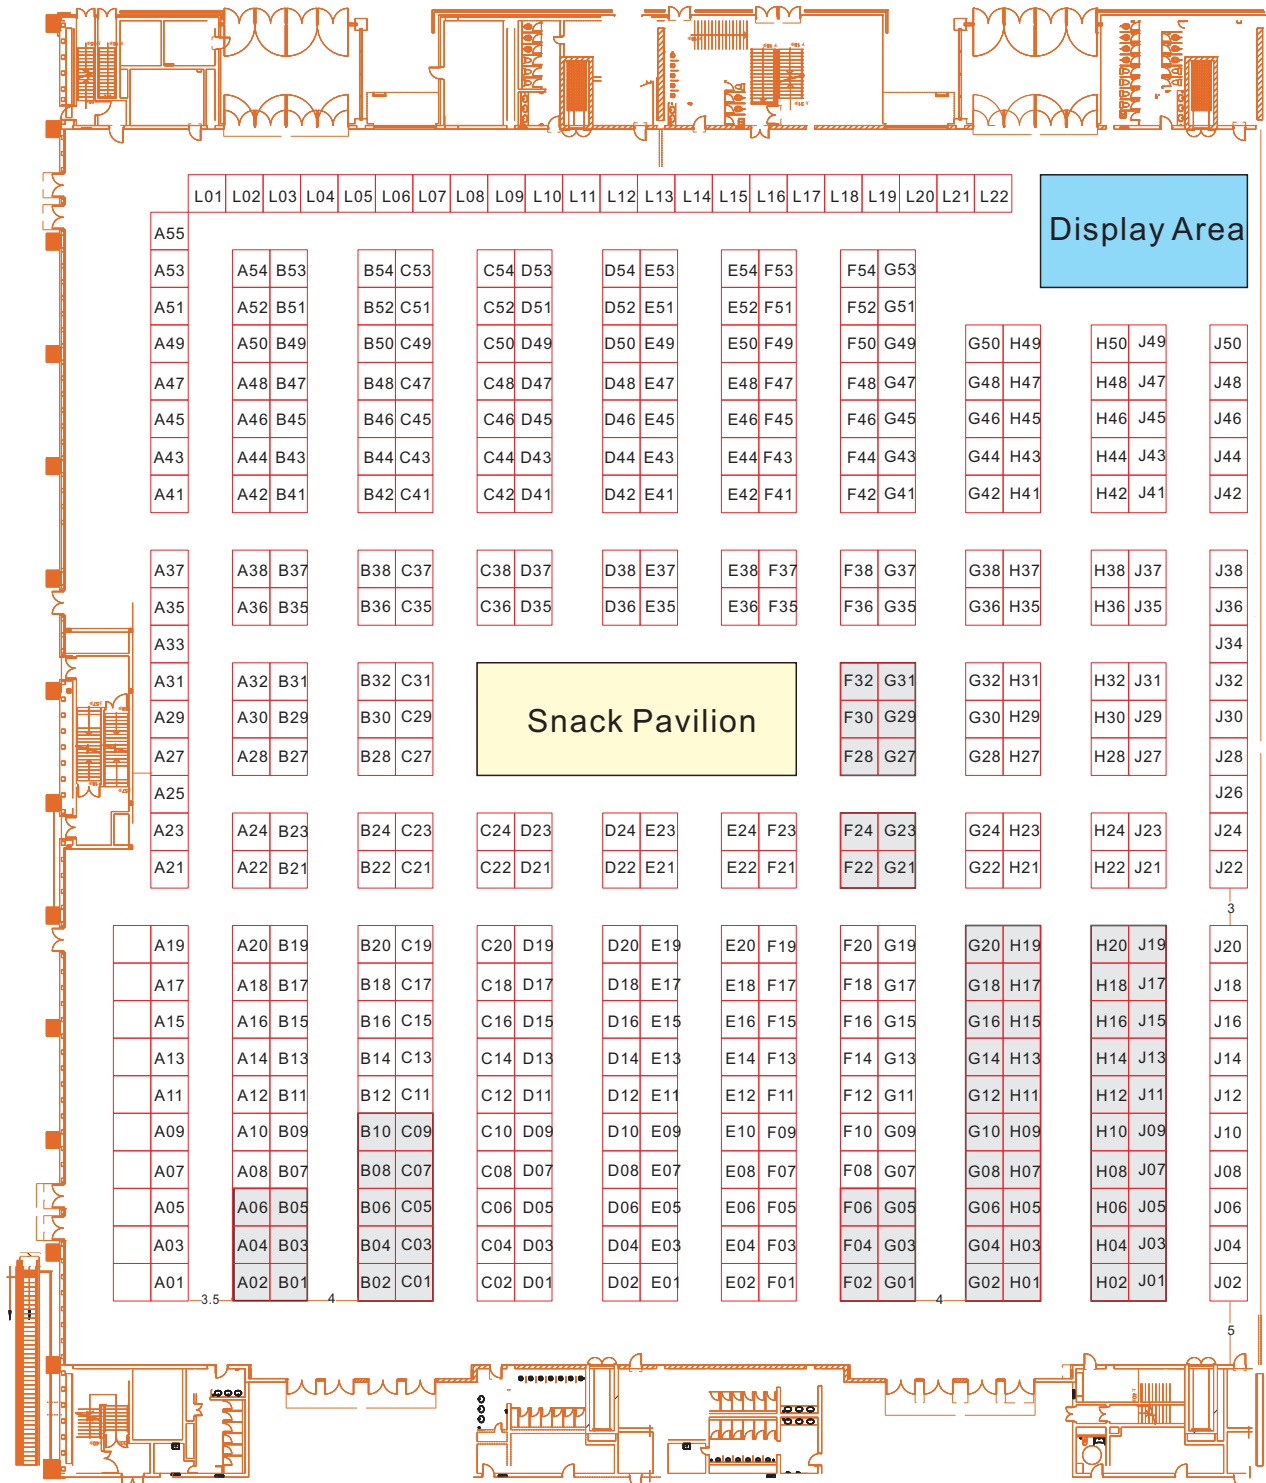 L01 L02 L03 L04 L05 L06 L07 L08 L09 L10 L11 L12 L13 L14 L15 L16 L17 L18 L19 L20 L21 L22
Display Area
A55
A53 A54 B53 B54 C53 C54 D53 D54 E53 E54 F53 F54 G53
A51 A52 B51 B52 C51 C52 D51 D52 E51 E52 F51 F52 G51
A49 A50 B49 B50 C49 C50 D49 D50 E49 E50 F49 F50 G49 G50 H49 H50 J49 J50
A47 A48 B47 B48 C47 C48 D47 D48 E47 E48 F47 F48 G47 G48 H47 H48 J47 J48
A45 A46 B45 B46 C45 C46 D45 D46 E45 E46 F45 F46 G45 G46 H45 H46 J45 J46
A43 A44 B43 B44 C43 C44 D43 D44 E43 E44 F43 F44 G43 G44 H43 H44 J43 J44
A41 A42 B41 B42 C41 C42 D41 D42 E41 E42 F41 F42 G41 G42 H41 H42 J41 J42
A37 A38 B37 B38 C37 C38 D37 D38 E37 E38 F37 F38 G37 G38 H37 H38 J37 J38
A35 A36 B35 B36 C35 C36 D35 D36 E35 E36 F35 F36 G35 G36 H35 H36 J35 J36
A33 J34
A31 A32 B31 B32 C31 F32 G31 G32 H31 H32 J31 J32
A29 A30 B29 B30 C29 Snack Pavilion F30 G29 G30 H29 H30 J29 J30
A27 A28 B27 B28 C27 F28 G27 G28 H27 H28 J27 J28
A25 J26
A23 A24 B23 B24 C23 C24 D23 D24 E23 E24 F23 F24 G23 G24 H23 H24 J23 J24
A21 A22 B21 B22 C21 C22 D21 D22 E21 E22 F21 F22 G21 G22 H21 H22 J21 J22
3
A19 A20 B19 B20 C19 C20 D19 D20 E19 E20 F19 F20 G19 G20 H19 H20 J19 J20
A17 A18 B17 B18 C17 C18 D17 D18 E17 E18 F17 F18 G17 G18 H17 H18 J17 J18
A15 A16 B15 B16 C15 C16 D15 D16 E15 E16 F15 F16 G15 G16 H15 H16 J15 J16
A13 A14 B13 B14 C13 C14 D13 D14 E13 E14 F13 F14 G13 G14 H13 H14 J13 J14
A11 A12 B11 B12 C11 C12 D11 D12 E11 E12 F11 F12 G11 G12 H11 H12 J11 J12
A09 A10 B09 B10 C09 C10 D09 D10 E09 E10 F09 F10 G09 G10 H09 H10 J09 J10
A07 A08 B07 B08 C07 C08 D07 D08 E07 E08 F07 F08 G07 G08 H07 H08 J07 J08
A05 A06 B05 B06 C05 C06 D05 D06 E05 E06 F05 F06 G05 G06 H05 H06 J05 J06
A03 A04 B03 B04 C03 C04 D03 D04 E03 E04 F03 F04 G03 G04 H03 H04 J03 J04
A01 A02 B01 B02 C01 C02 D01 D02 E01 E02 F01 F02 G01 G02 H01 H02 J01 J02
3.5 4 4
5